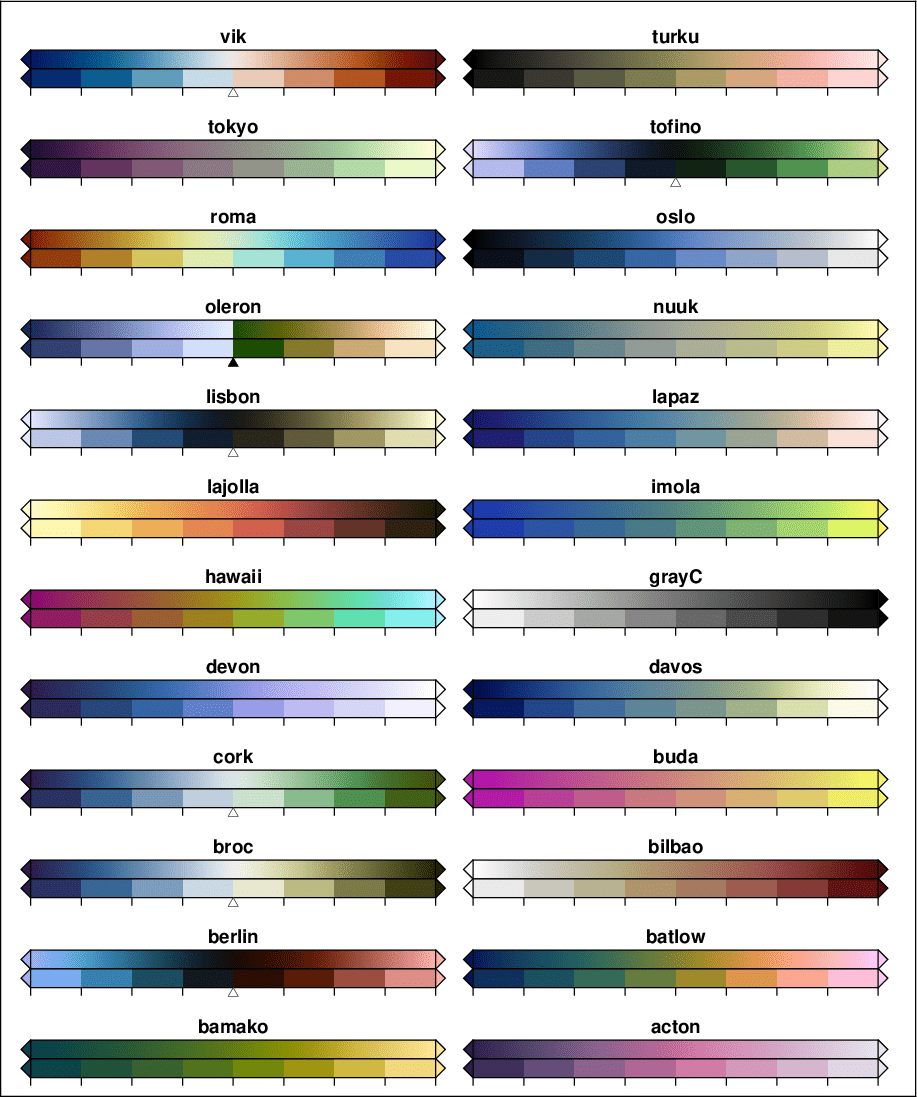 vik
turku
tokyo
tofino
roma
oslo
oleron
nuuk
lisbon
lapaz
lajolla
imola
hawaii
grayC
devon
davos
cork
buda
broc
bilbao
berlin
batlow
bamako
acton